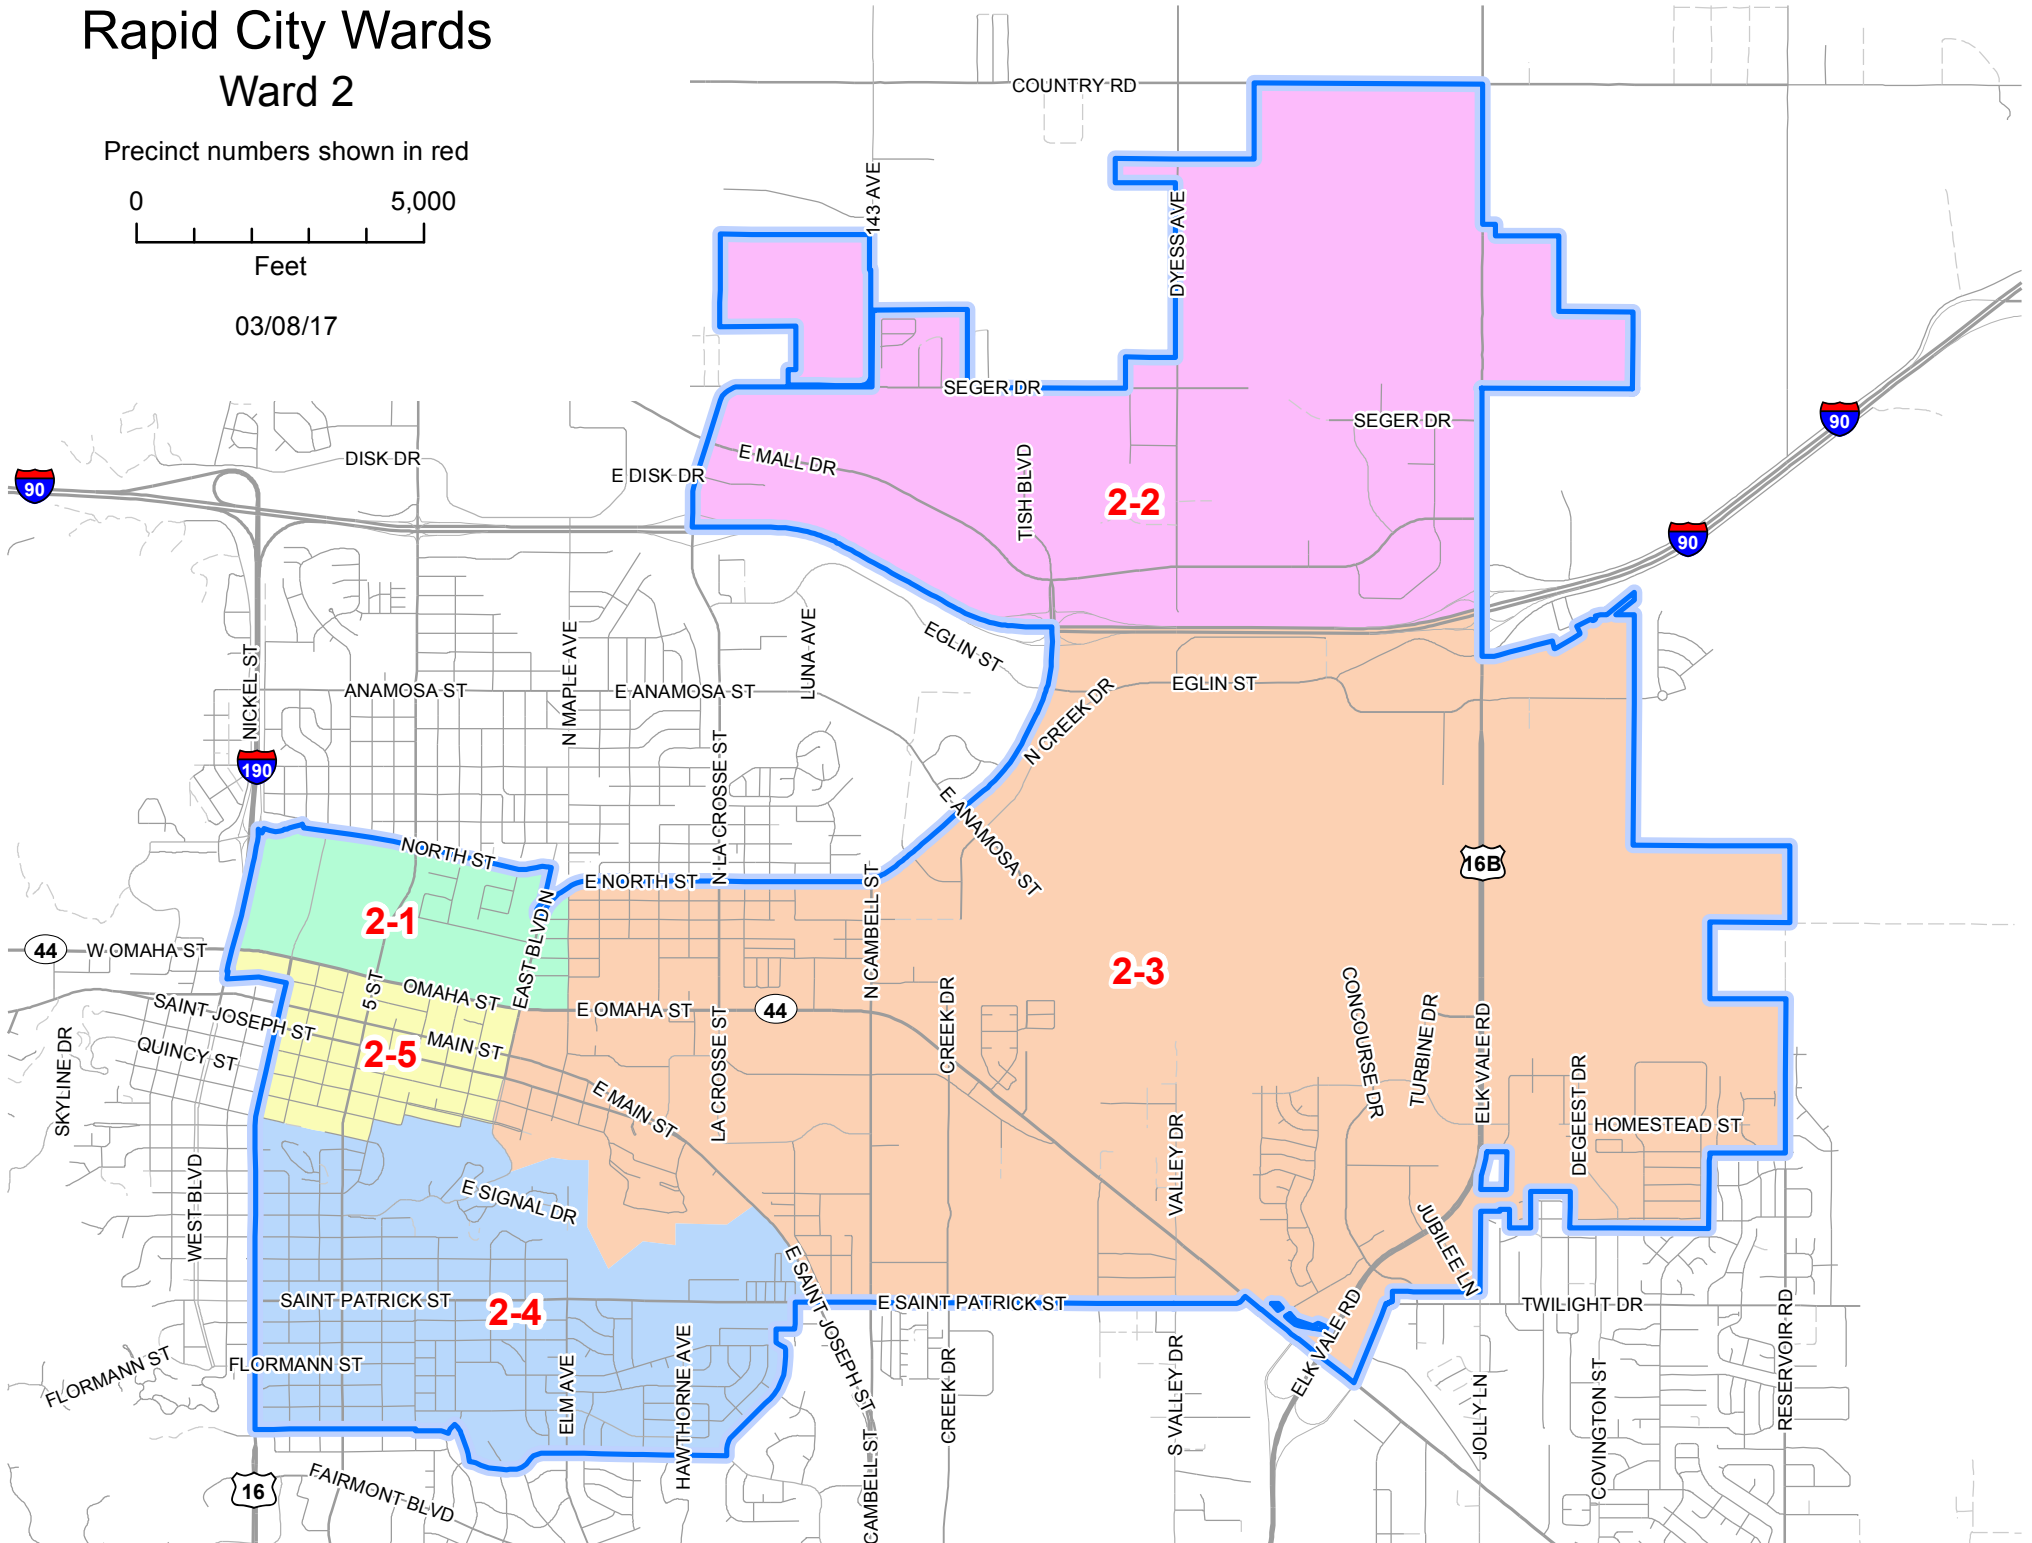 Rapid City Wards
Ward 2
Precinct numbers shown in red
0 5,000
Feet
03/08/17
COUNTRY RD
143 AVE
DYESS AVE
SEGER DR
SEGER DR
90
DISK DR
E DISK DR
E MALL DR
TISH BLVD
2-2
90
90
NICKEL ST
N MAPLE AVE
LUNA AVE
EGLIN ST
EGLIN ST
ANAMOSA ST
E ANAMOSA ST
N CREEK DR
190
N LA CROSSE ST
E ANAMOSA ST
16B
NORTH ST
E NORTH ST
N CAMBELL ST
2-1
EAST BLVD N
44
W OMAHA ST
2-3
5 ST
OMAHA ST
E OMAHA ST
44
SAINT JOSEPH ST
MAIN ST
QUINCY ST
2-5
SKYLINE DR
LA CROSSE ST
CREEK DR
CONCOURSE DR
TURBINE DR
ELK VALE RD
DEGEEST DR
HOMESTEAD ST
E MAIN ST
VALLEY DR
WEST BLVD
E SIGNAL DR
JUBILEE LN
SAINT PATRICK ST
2-4
E SAINT JOSEPH ST
E SAINT PATRICK ST
TWILIGHT DR
ELK VALE RD
RESERVOIR RD
FLORMANN ST
FLORMANN ST
ELM AVE
HAWTHORNE AVE
CREEK DR
S VALLEY DR
JOLLY LN
COVINGTON ST
CAMBELL ST
16
FAIRMONT BLVD